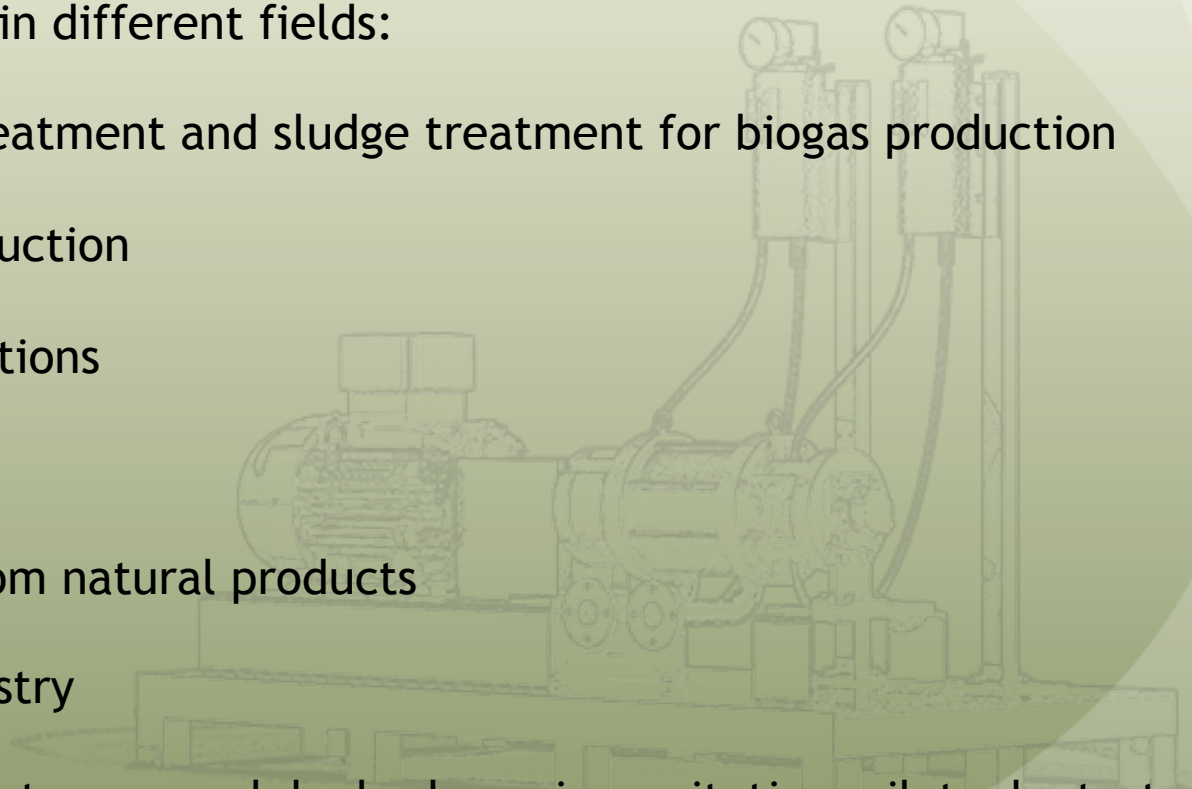 in different fields:
eatment and sludge treatment for biogas production
uction
tions
om natural products
stry